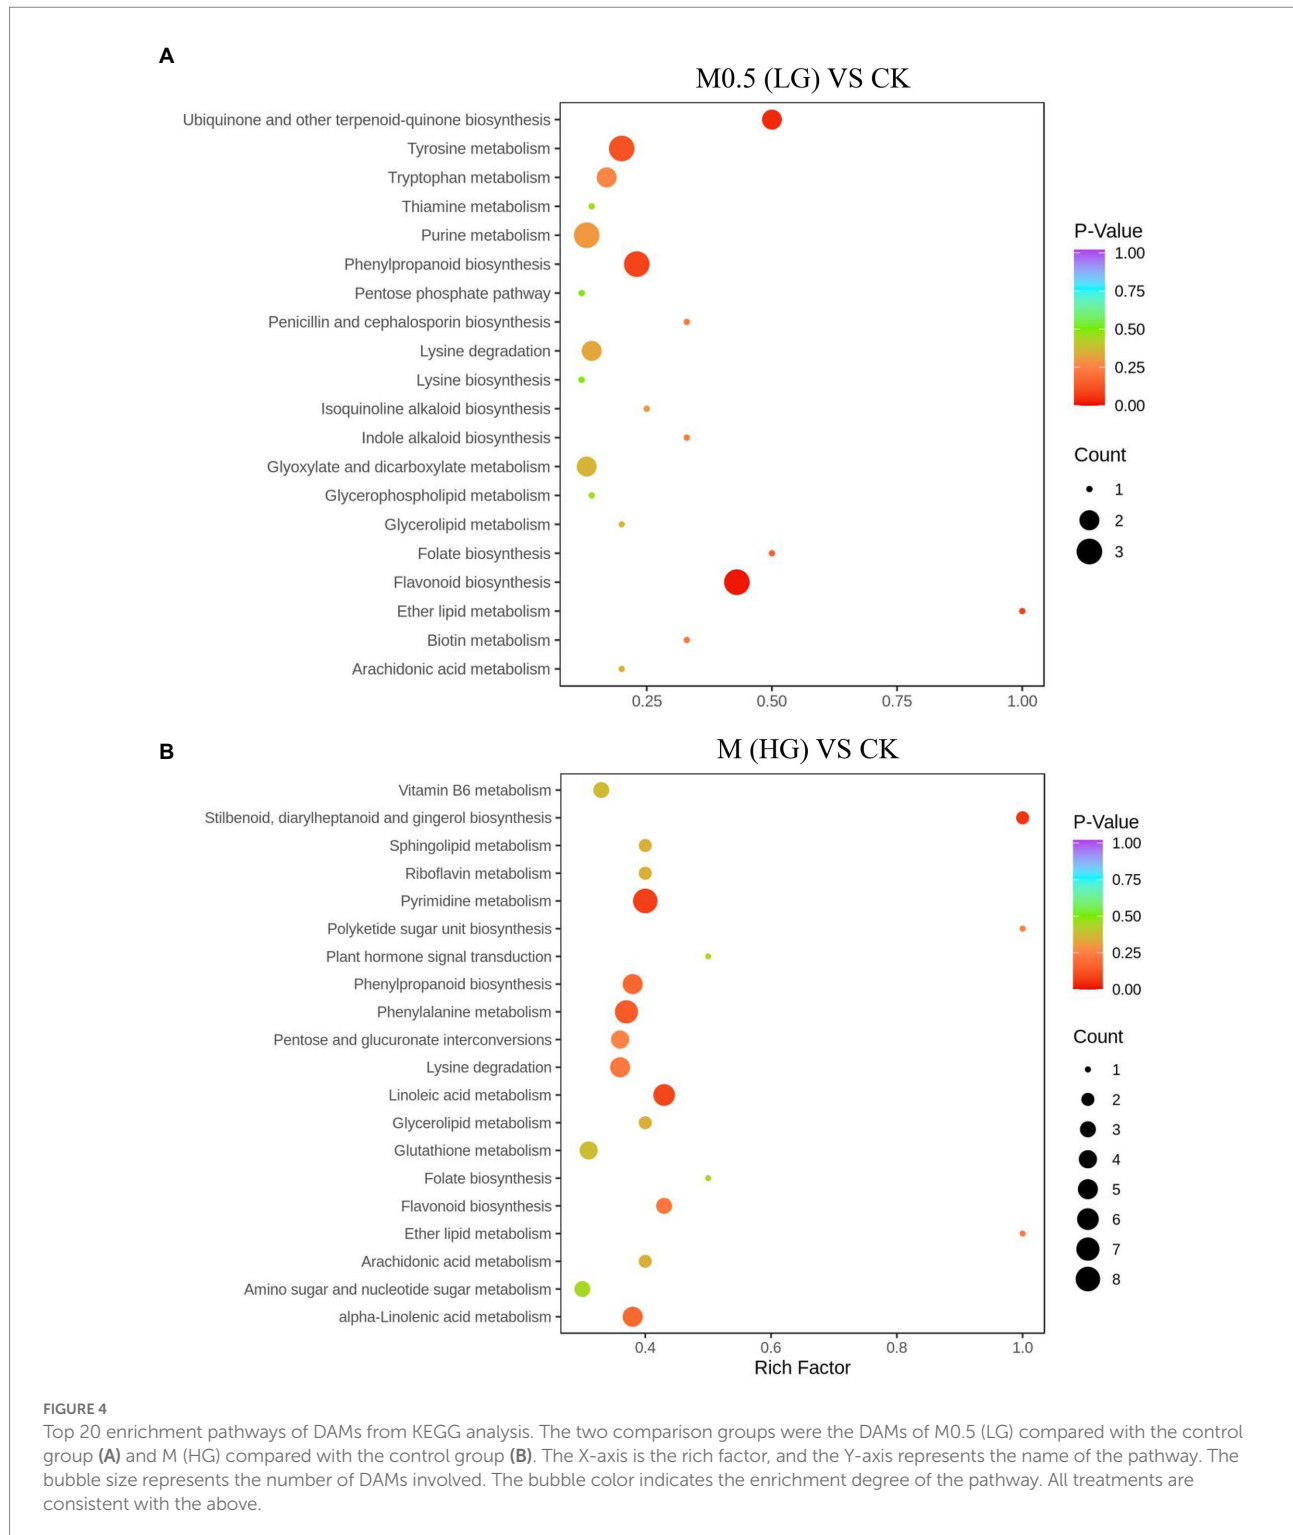 A
M0.5 (LG) VS CK
Ubiquinone and other terpenoid-quinone biosynthesis
Tyrosine metabolism
Tryptophan metabolism
Thiamine metabolism
Purine metabolism
Phenylpropanoid biosynthesis
Pentose phosphate pathway
Penicillin and cephalosporin biosynthesis
Lysine degradation
Lysine biosynthesis
Isoquinoline alkaloid biosynthesis
Indole alkaloid biosynthesis
Glyoxylate and dicarboxylate metabolism
Glycerophospholipid metabolism
Glycerolipid metabolism
Folate biosynthesis
Flavonoid biosynthesis
Ether lipid metabolism
Biotin metabolism
Arachidonic acid metabolism
0.25 0.50 0.75 1.00
P-Value
1.00
0.75
0.50
0.25
0.00
Count
1
2
3
B
M (HG) VS CK
Vitamin B6 metabolism
Stilbenoid, diarylheptanoid and gingerol biosynthesis
Sphingolipid metabolism
Riboflavin metabolism
Pyrimidine metabolism
Polyketide sugar unit biosynthesis
Plant hormone signal transduction
Phenylpropanoid biosynthesis
Phenylalanine metabolism
Pentose and glucuronate interconversions
Lysine degradation
Linoleic acid metabolism
Glycerolipid metabolism
Glutathione metabolism
Folate biosynthesis
Flavonoid biosynthesis
Ether lipid metabolism
Arachidonic acid metabolism
Amino sugar and nucleotide sugar metabolism
alpha-Linolenic acid metabolism
0.4 0.6 0.8 1.0
Rich Factor
P-Value
1.00
0.75
0.50
0.25
0.00
Count
1
2
3
4
5
6
7
8
FIGURE 4
Top 20 enrichment pathways of DAMs from KEGG analysis. The two comparison groups were the DAMs of M0.5 (LG) compared with the control
group (A) and M (HG) compared with the control group (B). The X-axis is the rich factor, and the Y-axis represents the name of the pathway. The
bubble size represents the number of DAMs involved. The bubble color indicates the enrichment degree of the pathway. All treatments are
consistent with the above.